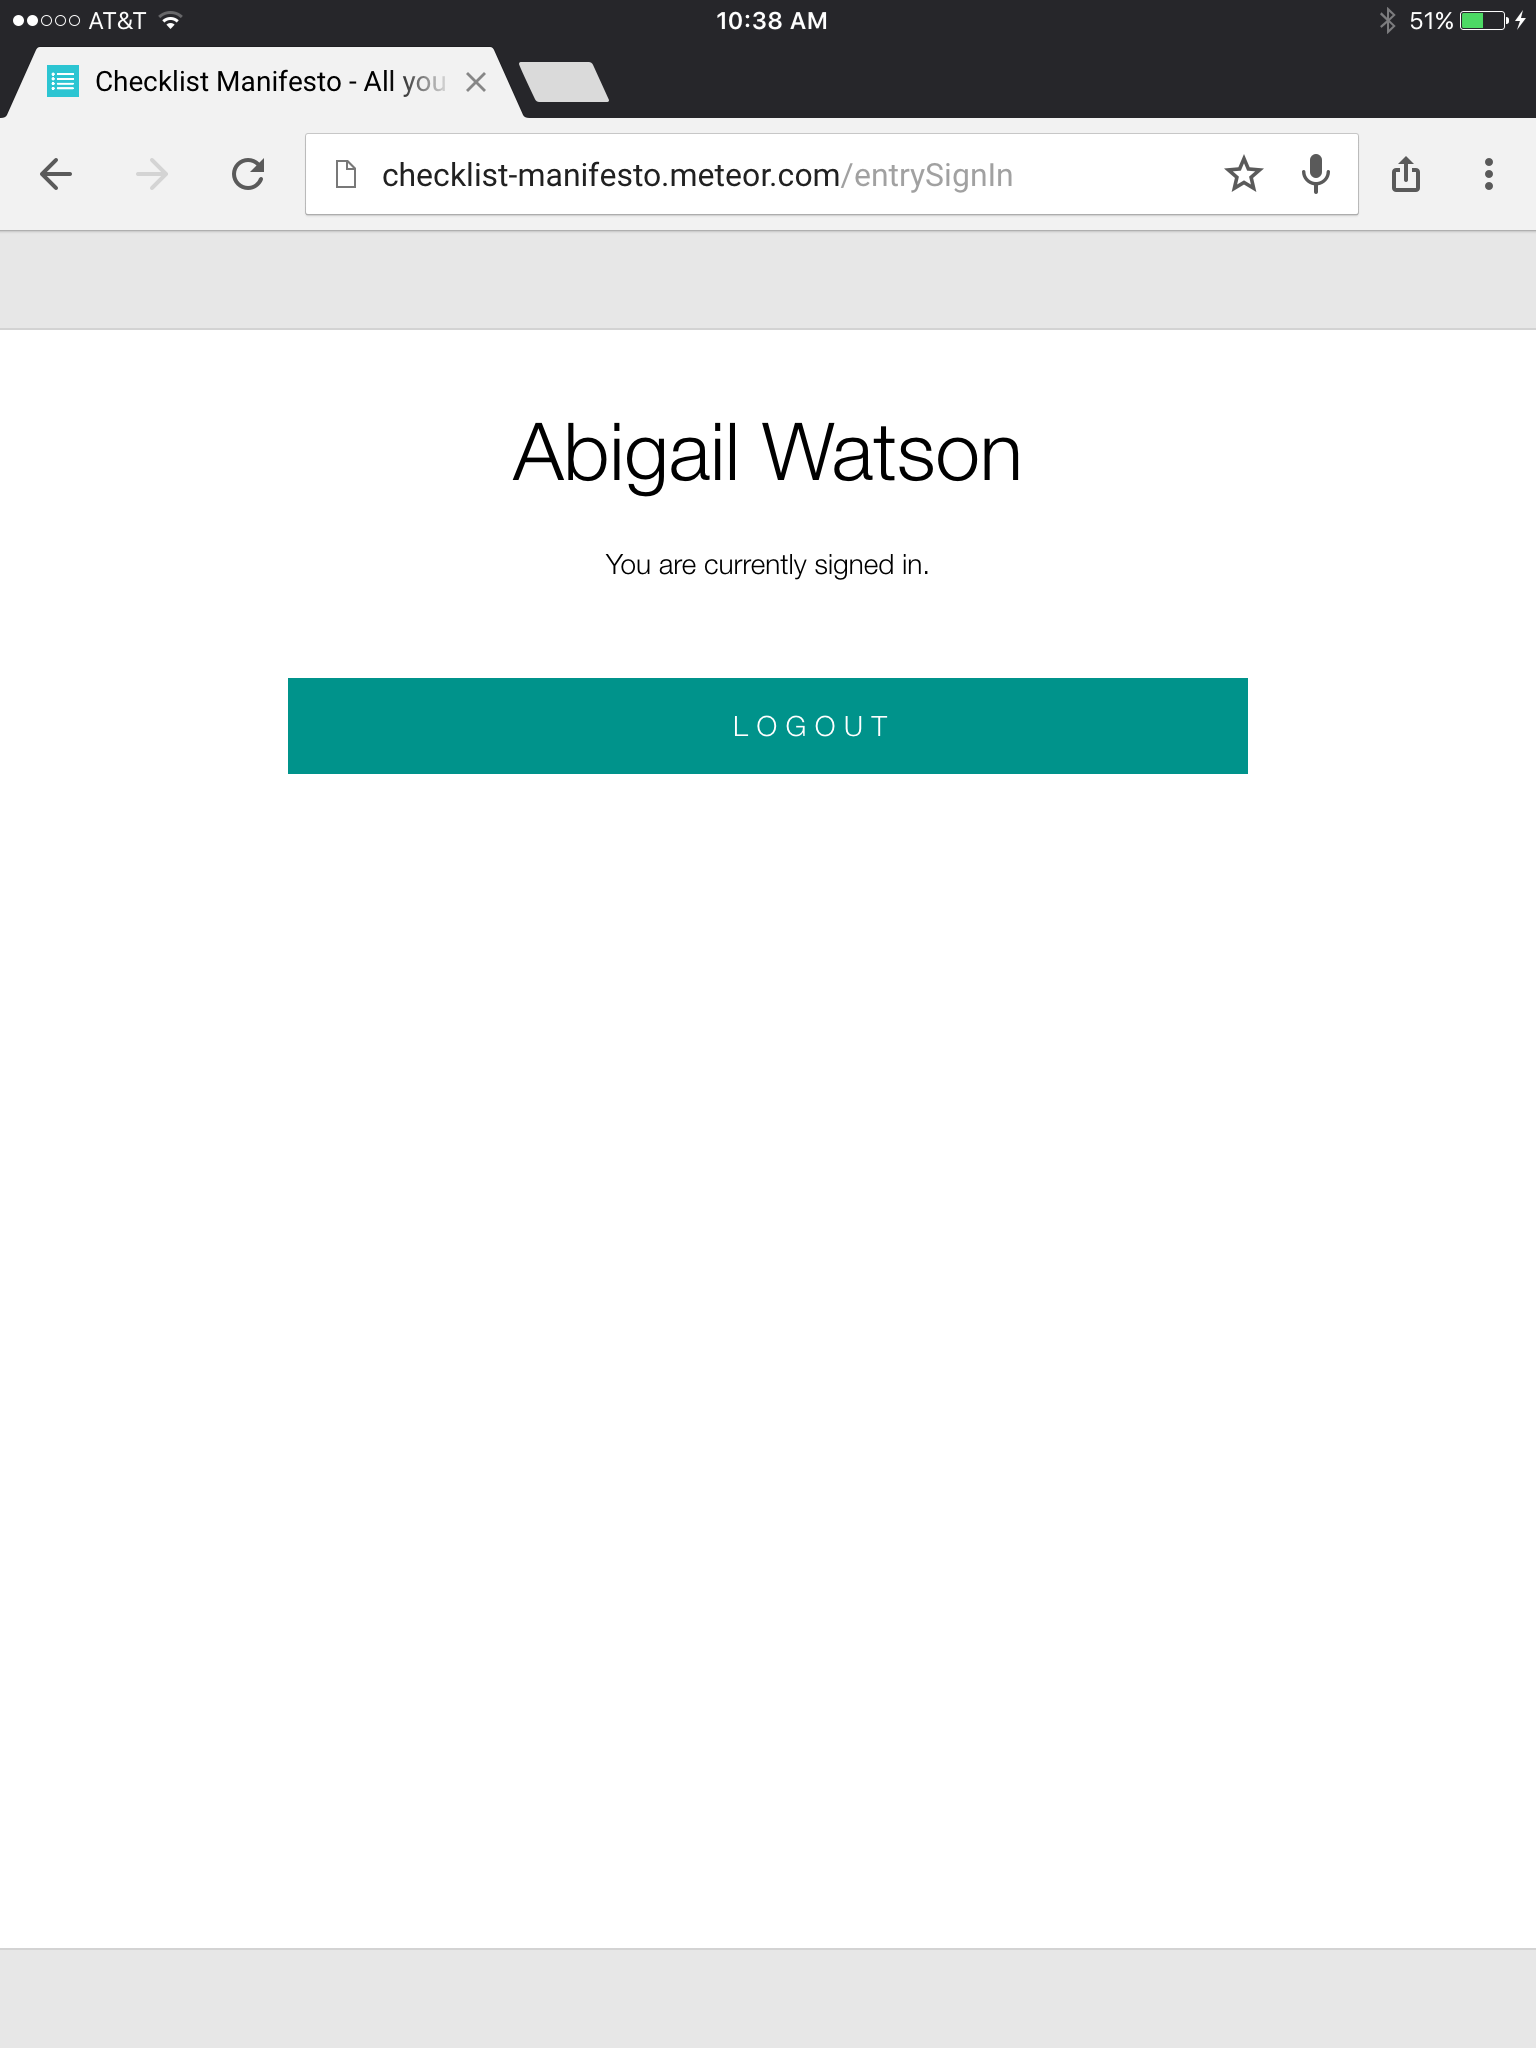 AT&T 10:38 AM 51%
Checklist Manifesto - All you
checklist-manifesto.meteor.com/entrySignIn
Abigail Watson
You are currently signed in.
LOGOUT